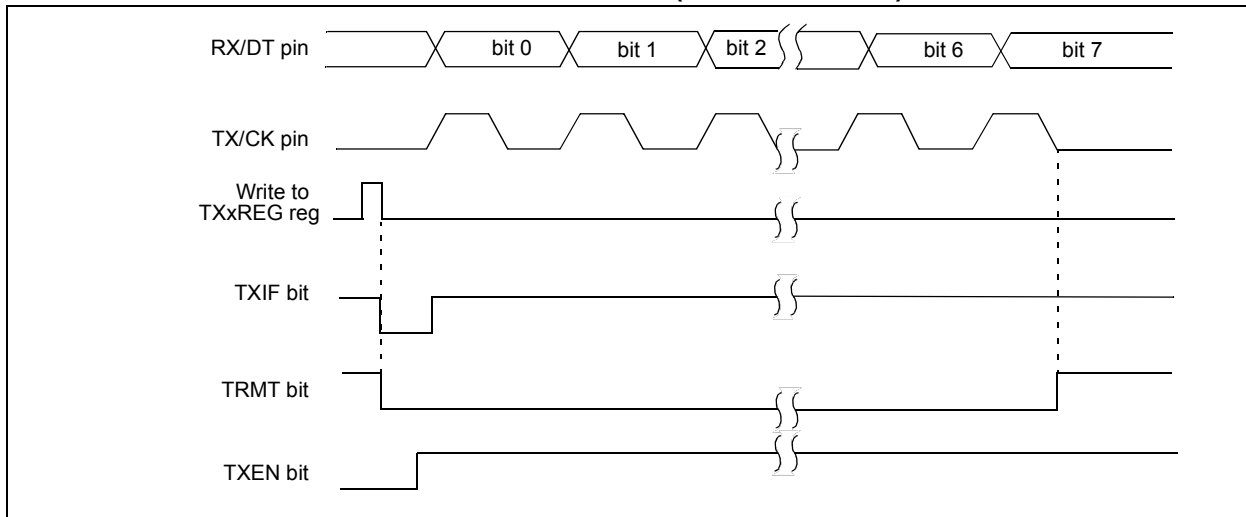 RX/DT pin
bit 0
bit 1
bit 2
bit 6
bit 7
TX/CK pin
Write to
TXxREG reg
TXIF bit
TRMT bit
TXEN bit